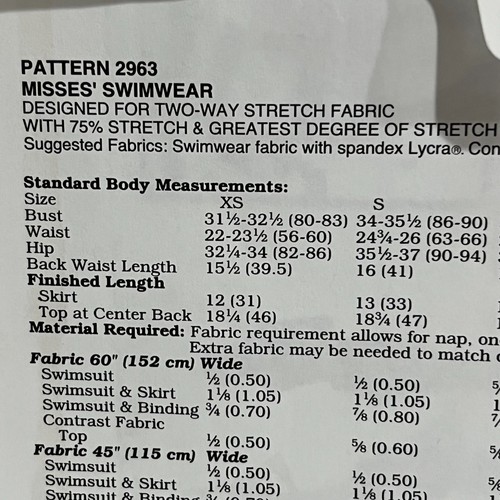 PATTERN 2963
MISSES' SWIMWEAR
DESIGNED FOR TWO-WAY STRETCH FABRIC
WITH 75% STRETCH & GREATEST DEGREE OF STRETCH
Suggested Fabrics: Swimwear fabric with spandex Lycra®. Con
Standard Body Measurements:
Size XS S
Bust 31½-32½ (80-83) 34-35½ (86-90)
Waist 22-23½ (56-60) 24¾-26 (63-66)
Hip 32¼-34 (82-86) 35½-37 (90-94)
Back Waist Length 15½ (39.5) 16 (41)
Finished Length
Skirt 12 (31) 13 (33)
Top at Center Back 18¼ (46) 18¾ (47)
Material Required: Fabric requirement allows for nap, on
Extra fabric may be needed to match
Fabric 60" (152 cm) Wide
Swimsuit ½ (0.50) ½ (0.50)
Swimsuit & Skirt 1⅛ (1.05) 1⅛ (1.05)
Swimsuit & Binding ¾ (0.70) ⅞ (0.80)
Contrast Fabric
Top ½ (0.50) ⅝ (0.60)
Fabric 45" (115 cm) Wide
Swimsuit ½ (0.50) ½ (0.50)
Swimsuit & Skirt 1⅛ (1.05) 1⅛ (1.05)
Swimsuit & Binding